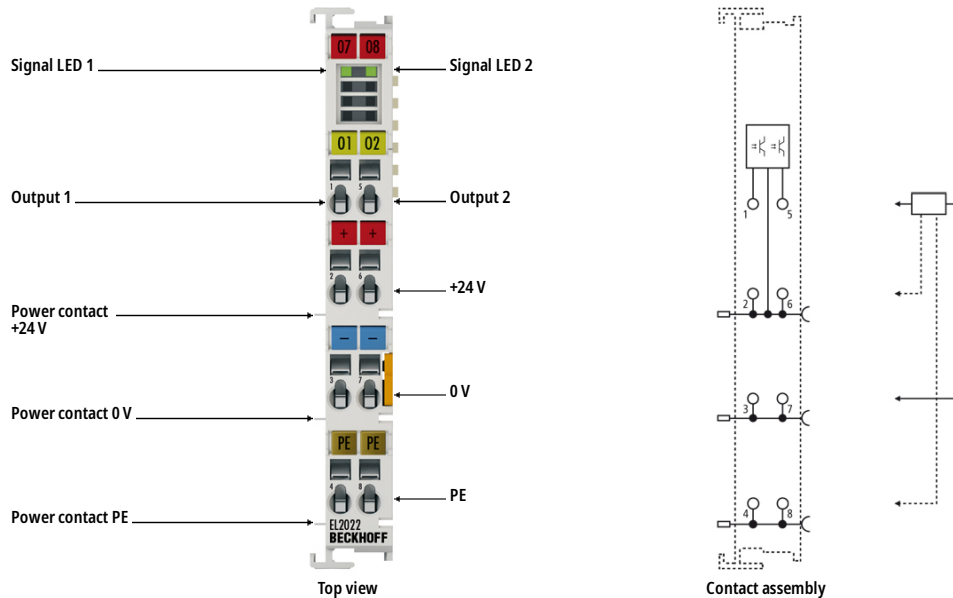 07 08
Signal LED 1
Signal LED 2
01 02
1 5
Output 1
Output 2
+ +
2 6
+24 V
Power contact
+24 V
− −
3 7
0 V
Power contact 0 V
PE PE
4 8
PE
Power contact PE
EL2022
BECKHOFF
Top view
1 5
2 6
3 7
4 8
Contact assembly